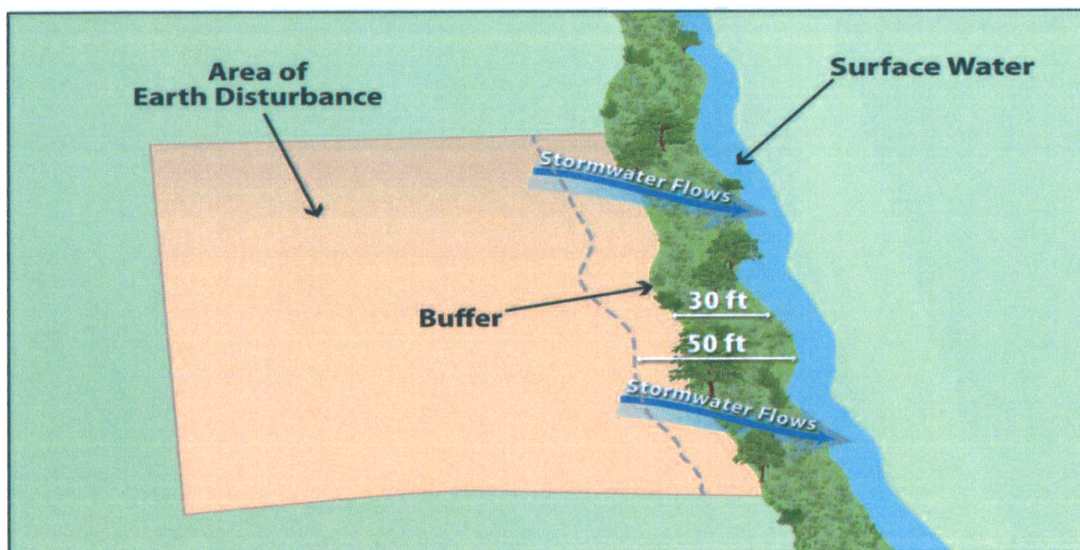 Area of
Earth Disturbance
Surface Water
Stormwater Flows
Buffer
30 ft
50 ft
Stormwater Flows